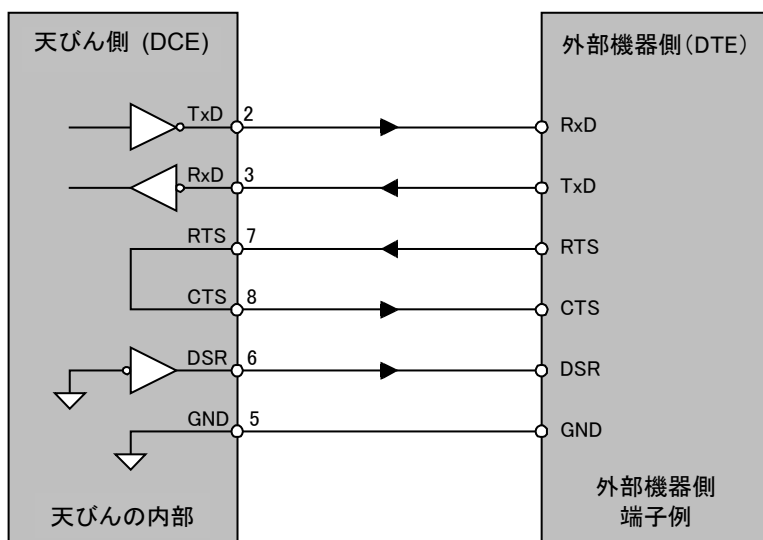 天びん側 (DCE)
外部機器側（DTE）
TxD 2
RxD
RxD 3
TxD
RTS 7
RTS
CTS 8
CTS
DSR 6
DSR
GND 5
GND
天びんの内部
外部機器側
端子例